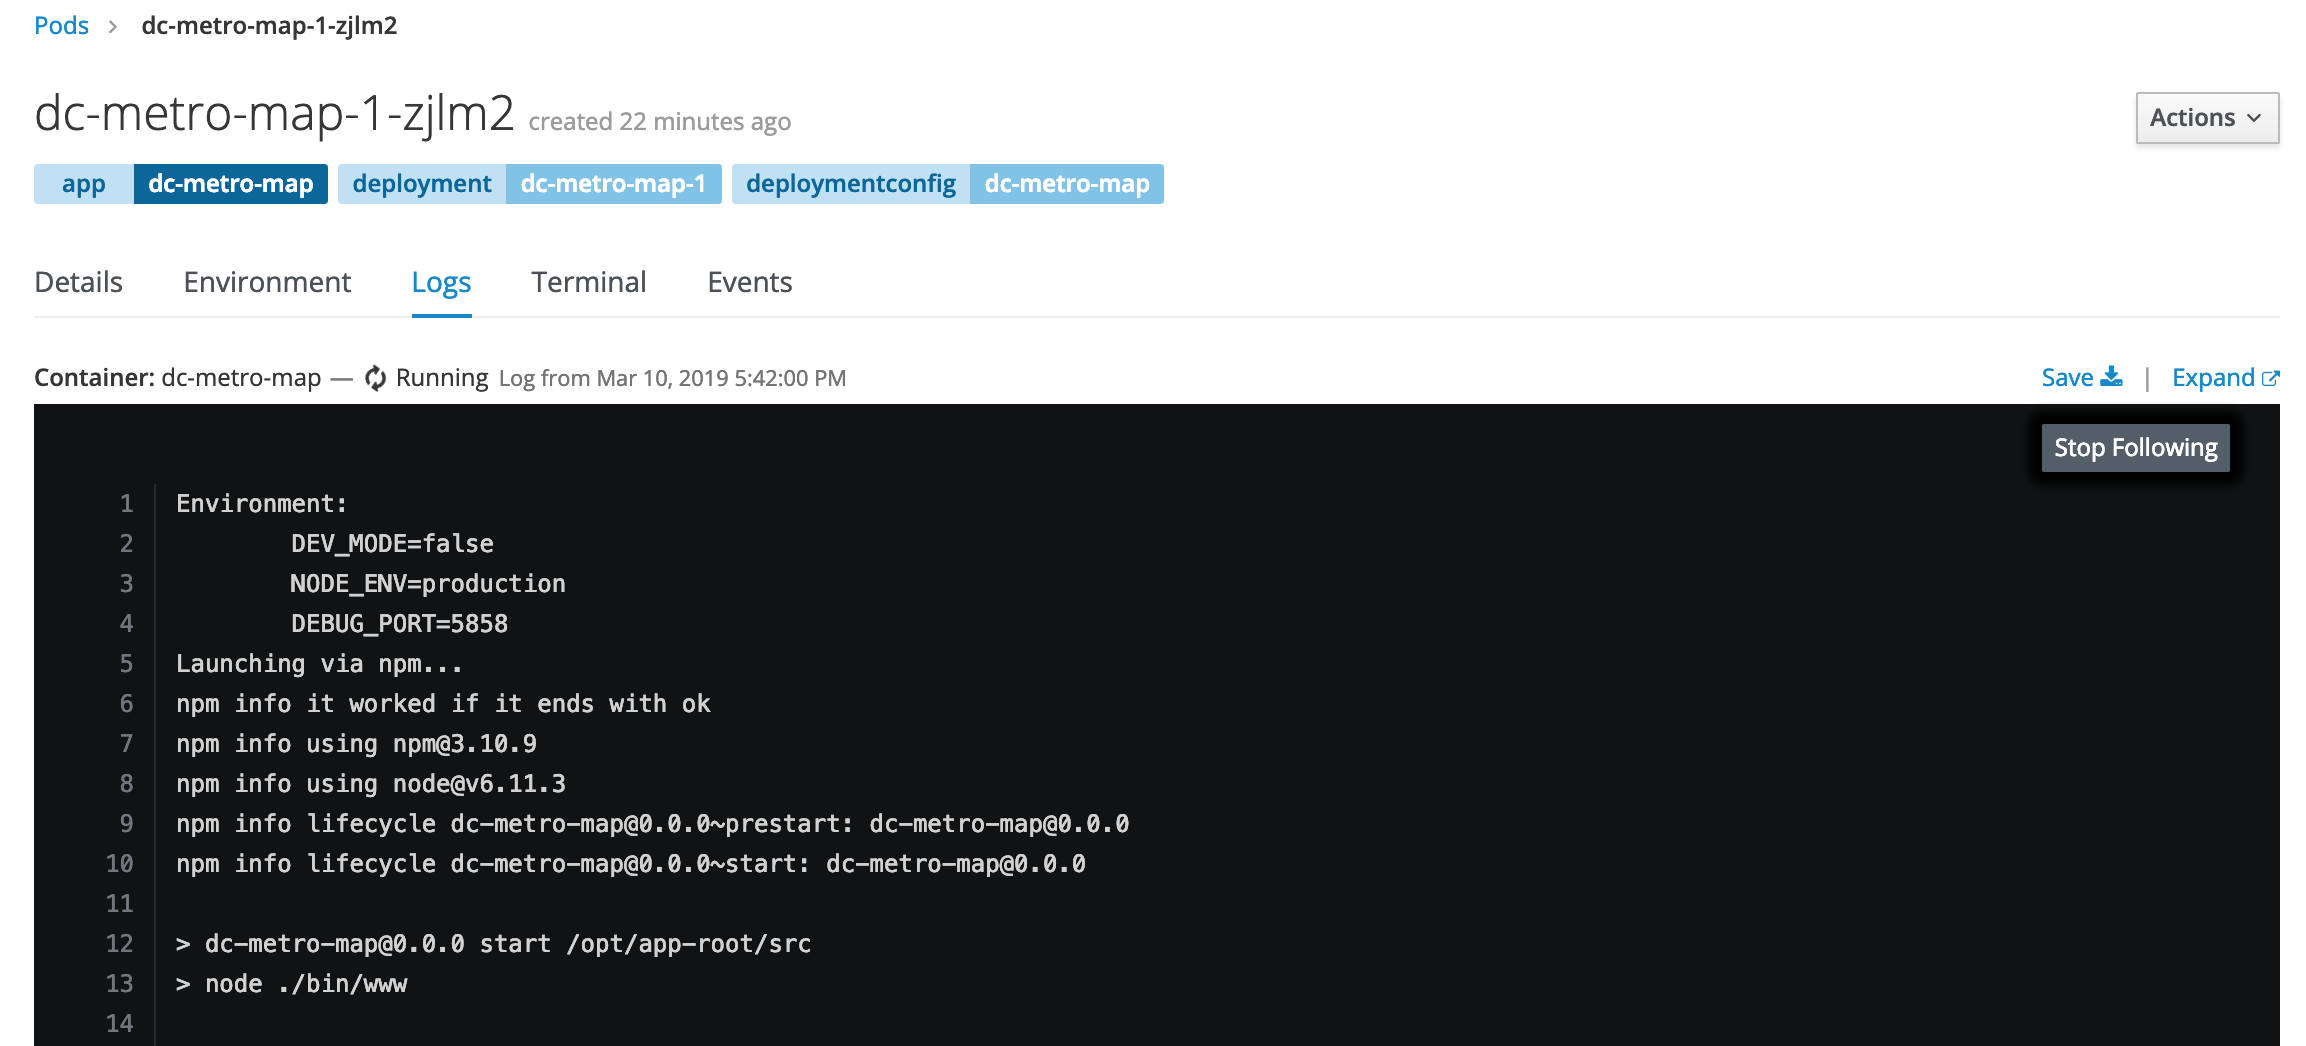 Pods > dc-metro-map-1-zjlm2
dc-metro-map-1-zjlm2 created 22 minutes ago
Actions
app dc-metro-map deployment dc-metro-map-1 deploymentconfig dc-metro-map
Details Environment Logs Terminal Events
Container: dc-metro-map — Running Log from Mar 10, 2019 5:42:00 PM Save | Expand
Stop Following
1 Environment:
2 DEV_MODE=false
3 NODE_ENV=production
4 DEBUG_PORT=5858
5 Launching via npm...
6 npm info it worked if it ends with ok
7 npm info using npm@3.10.9
8 npm info using node@v6.11.3
9 npm info lifecycle dc-metro-map@0.0.0~prestart: dc-metro-map@0.0.0
10 npm info lifecycle dc-metro-map@0.0.0~start: dc-metro-map@0.0.0
11
12 > dc-metro-map@0.0.0 start /opt/app-root/src
13 > node ./bin/www
14